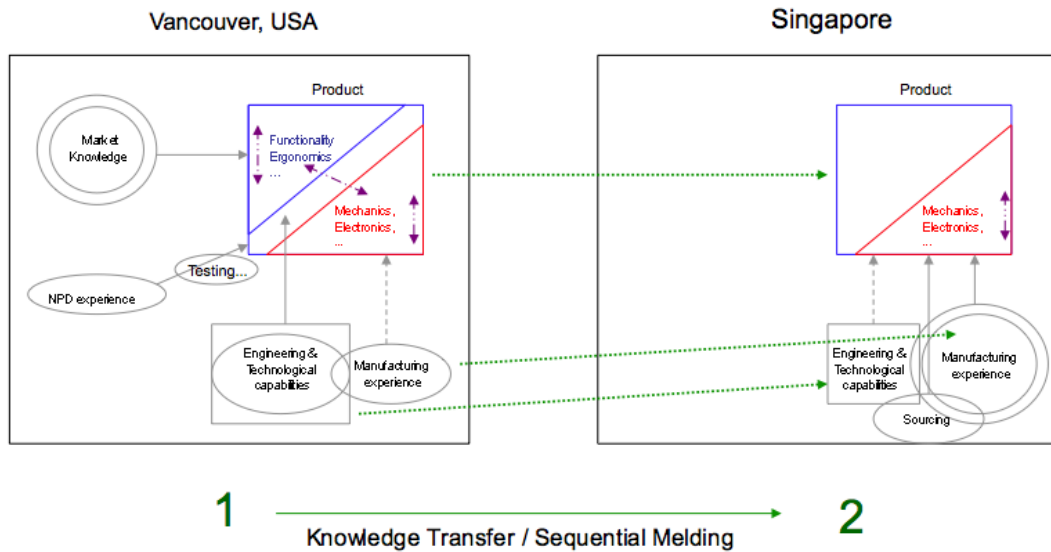 Vancouver, USA
Singapore
Product
Market
Knowledge
Functionality
Ergonomics
...
Mechanics,
Electronics,
...
Testing...
NPD experience
Engineering &
Technological
capabilities
Manufacturing
experience
Product
Mechanics,
Electronics,
...
Engineering &
Technological
capabilities
Manufacturing
experience
Sourcing
1
2
Knowledge Transfer / Sequential Melding